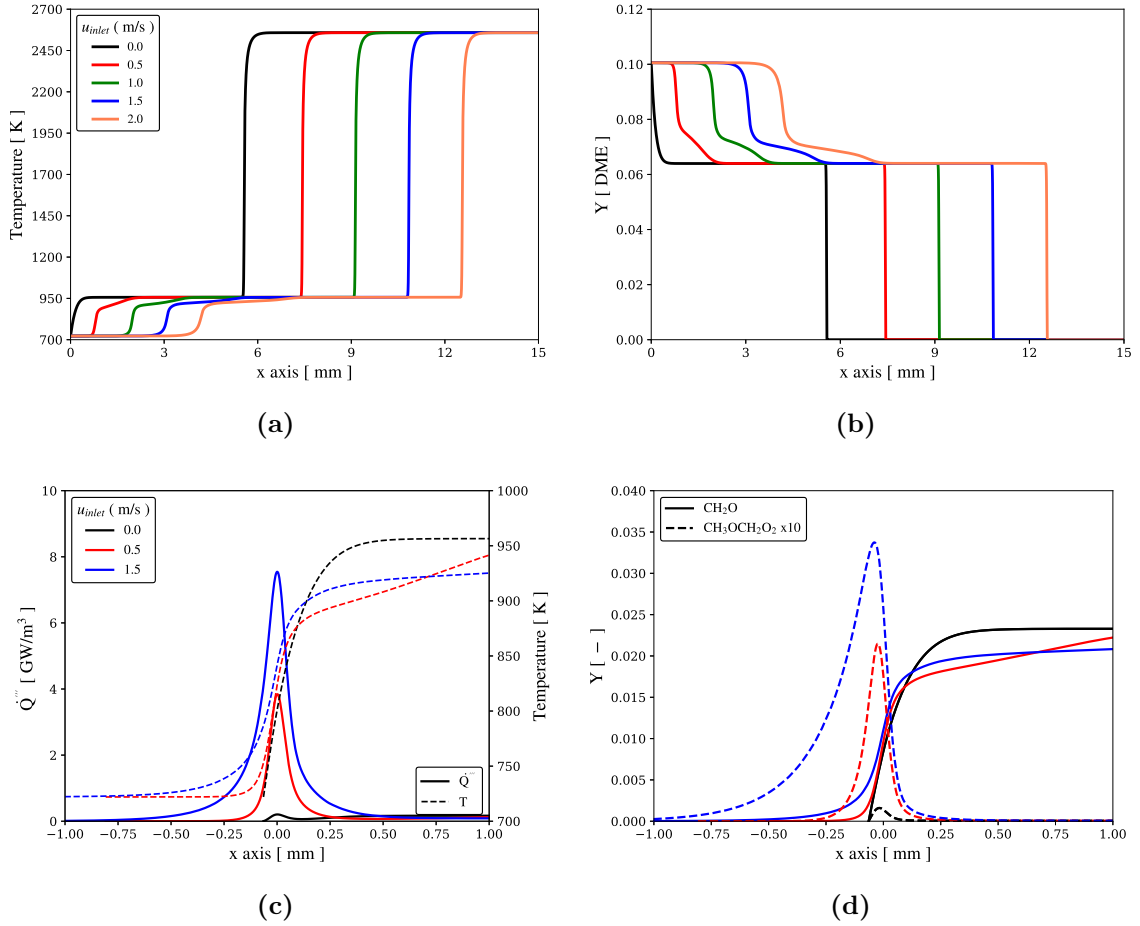 2700
2450
2200
1950
1700
1450
1200
950
700
Temperature [ K ]
u_inlet ( m/s )
0.0
0.5
1.0
1.5
2.0
0 3 6 9 12 15
x axis [ mm ]
(a)
0.12
0.10
0.08
0.06
0.04
0.02
0.00
Y [ DME ]
0 3 6 9 12 15
x axis [ mm ]
(b)
10
8
6
4
2
0
Q̇''' [ GW/m³ ]
u_inlet ( m/s )
0.0
0.5
1.5
1000
950
900
850
800
750
700
Temperature [ K ]
Q̇'''
T
−1.00 −0.75 −0.50 −0.25 0.00 0.25 0.50 0.75 1.00
x axis [ mm ]
(c)
0.040
0.035
0.030
0.025
0.020
0.015
0.010
0.005
0.000
Y [ − ]
CH₂O
CH₃OCH₂O₂ x10
−1.00 −0.75 −0.50 −0.25 0.00 0.25 0.50 0.75 1.00
x axis [ mm ]
(d)